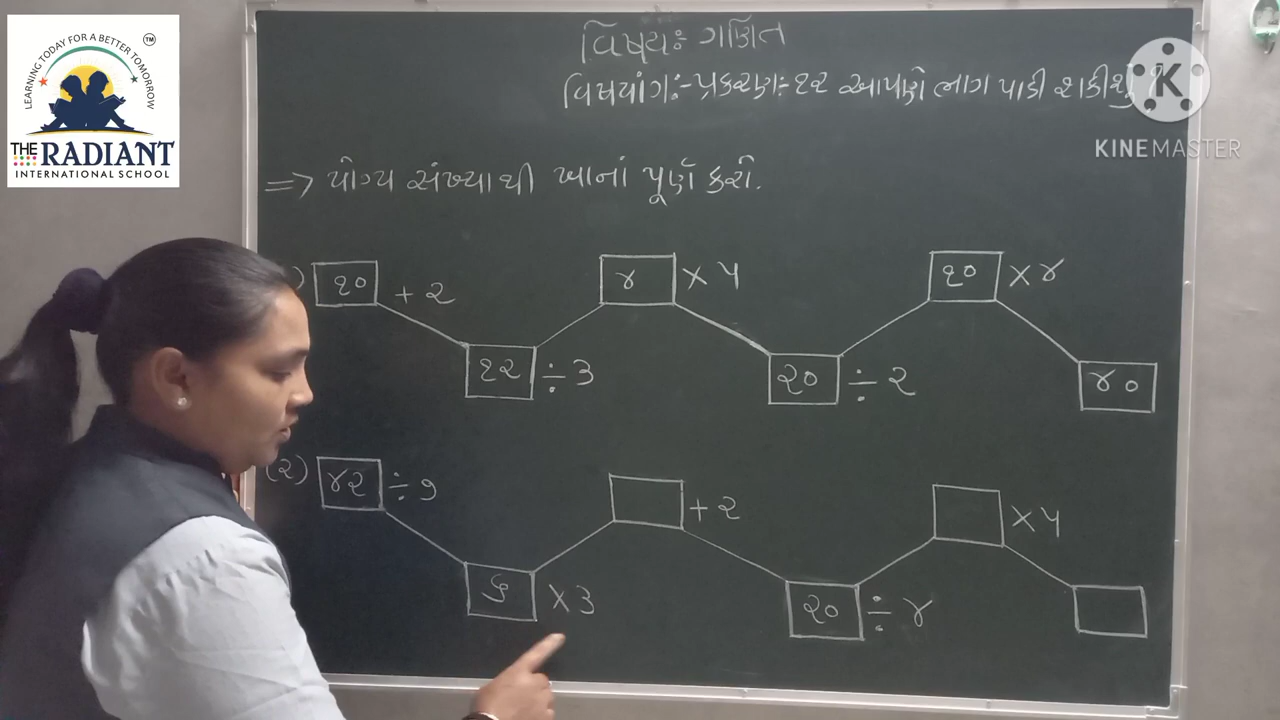 LEARNING TODAY FOR A BETTER TOMORROW
TM
THE RADIANT
INTERNATIONAL SCHOOL
વિષયઃ ગણિત
વિષયાંગઃ- પ્રકરણઃ- ૧૨ આપણે ભાગ પાડી શકીશું ?
K
KINEMASTER
=> યોગ્ય સંખ્યાથી ખાનાં પૂર્ણ કરો.
) ૧૦ + ૨ ૪ × ૫ ૧૦ × ૪
૧૨ ÷ ૩ ૨૦ ÷ ૨ ૪૦
(૨) ૪૨ ÷ ૭ + ૨ × ૫
૬ × ૩ ૨૦ ÷ ૪